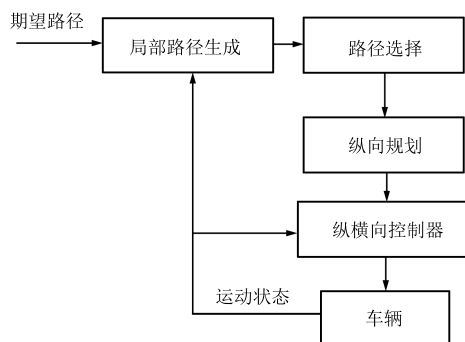 期望路径
局部路径生成
路径选择
纵向规划
纵横向控制器
运动状态
车辆